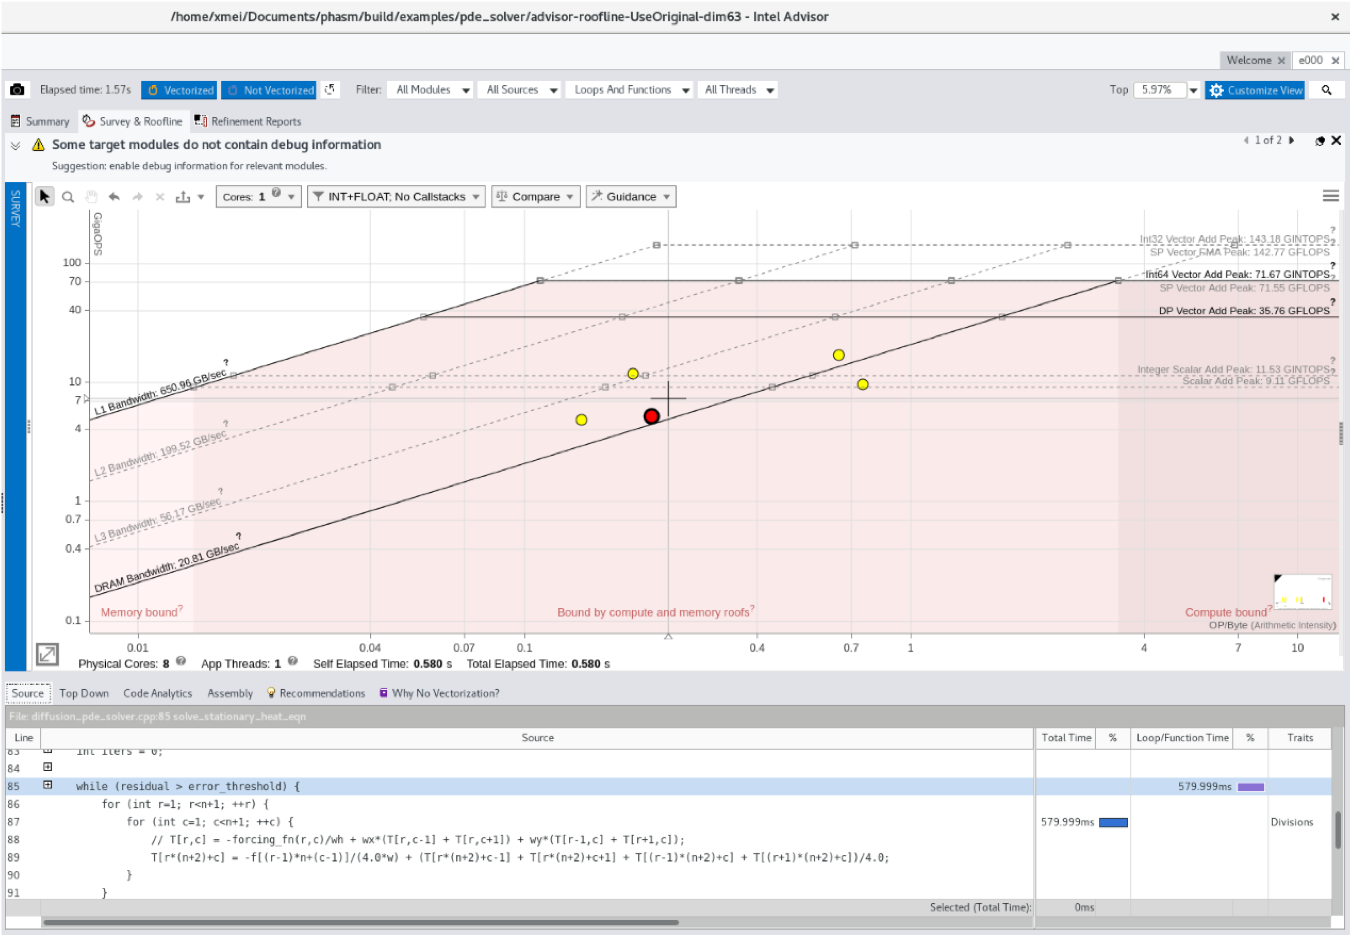 /home/xmei/Documents/phasm/build/examples/pde_solver/advisor-roofline-UseOriginal-dim63 - Intel Advisor
Welcome e000
Elapsed time: 1.57s Vectorized Not Vectorized Filter: All Modules All Sources Loops And Functions All Threads Top 5.97% Customize View
Summary Survey & Roofline Refinement Reports
Some target modules do not contain debug information 1 of 2
Suggestion: enable debug information for relevant modules.
SURVEY
Cores: 1 INT+FLOAT; No Callstacks Compare Guidance
GigaOPS
Int32 Vector Add Peak: 143.18 GINTOPS?
SP Vector FMA Peak: 142.77 GFLOPS
100
Int64 Vector Add Peak: 71.67 GINTOPS?
70
SP Vector Add Peak: 71.55 GFLOPS
40
DP Vector Add Peak: 35.76 GFLOPS?
Integer Scalar Add Peak: 11.53 GINTOPS?
Scalar Add Peak: 9.11 GFLOPS
10
7
L1 Bandwidth: 650.96 GB/sec?
4
L2 Bandwidth: 199.52 GB/sec?
1
0.7
L3 Bandwidth: 56.17 GB/sec?
0.4
DRAM Bandwidth: 20.81 GB/sec?
0.1
Memory bound? Bound by compute and memory roofs? Compute bound?
OP/Byte (Arithmetic Intensity)
0.01 0.04 0.07 0.1 0.4 0.7 1 4 7 10
Physical Cores: 8 App Threads: 1 Self Elapsed Time: 0.580 s Total Elapsed Time: 0.580 s
Source Top Down Code Analytics Assembly Recommendations Why No Vectorization?
File: diffusion_pde_solver.cpp:85 solve_stationary_heat_eqn
Line Source Total Time % Loop/Function Time % Traits
83 int iters = 0;
84
85 while (residual > error_threshold) { 579.999ms
86 for (int r=1; r<n+1; ++r) {
87 for (int c=1; c<n+1; ++c) { 579.999ms Divisions
88 // T[r,c] = -forcing_fn(r,c)/wh + wx*(T[r,c-1] + T[r,c+1]) + wy*(T[r-1,c] + T[r+1,c]);
89 T[r*(n+2)+c] = -f[(r-1)*n+(c-1)]/(4.0*w) + (T[r*(n+2)+c-1] + T[r*(n+2)+c+1] + T[(r-1)*(n+2)+c] + T[(r+1)*(n+2)+c])/4.0;
90 }
91 }
Selected (Total Time): 0ms